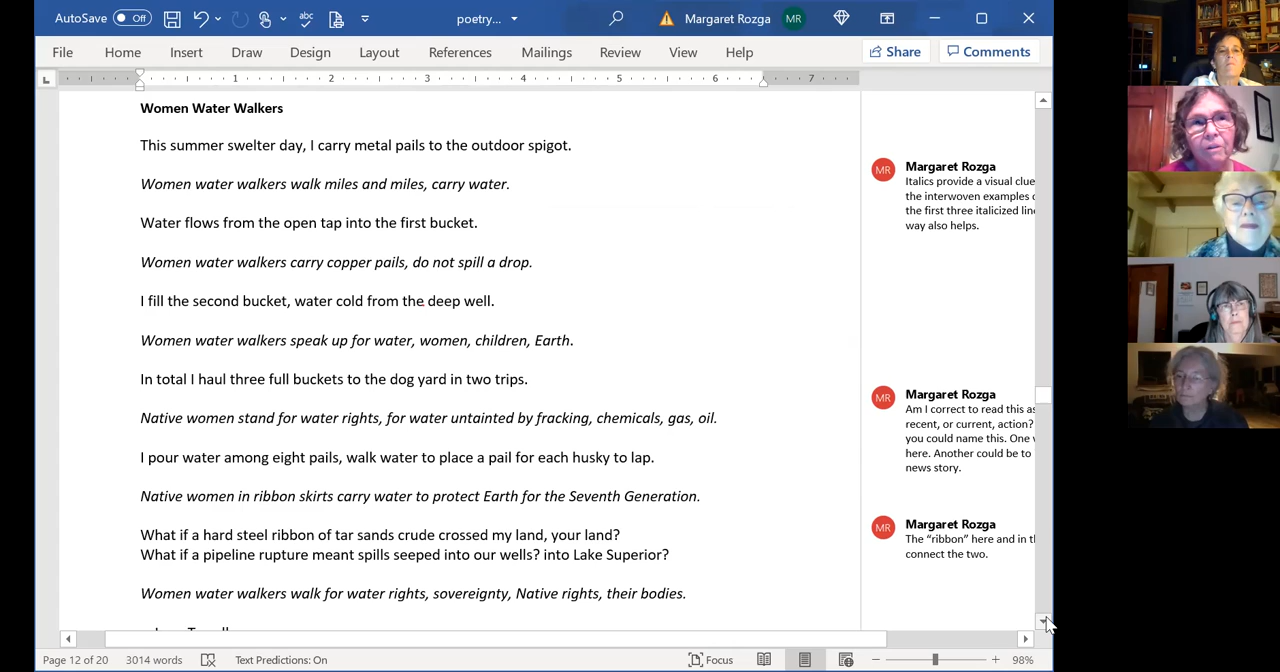 AutoSave Off poetry... Margaret Rozga MR
File Home Insert Draw Design Layout References Mailings Review View Help Share Comments
1 2 3 4 5 6 7
Women Water Walkers
This summer swelter day, I carry metal pails to the outdoor spigot.
Women water walkers walk miles and miles, carry water.
Water flows from the open tap into the first bucket.
Women water walkers carry copper pails, do not spill a drop.
I fill the second bucket, water cold from the deep well.
Women water walkers speak up for water, women, children, Earth.
In total I haul three full buckets to the dog yard in two trips.
Native women stand for water rights, for water untainted by fracking, chemicals, gas, oil.
I pour water among eight pails, walk water to place a pail for each husky to lap.
Native women in ribbon skirts carry water to protect Earth for the Seventh Generation.
What if a hard steel ribbon of tar sands crude crossed my land, your land?
What if a pipeline rupture meant spills seeped into our wells? into Lake Superior?
Women water walkers walk for water rights, sovereignty, Native rights, their bodies.
MR Margaret Rozga
Italics provide a visual clue
the interwoven examples
the first three italicized
way also helps.
MR Margaret Rozga
Am I correct to read this as
recent, or current, action?
you could name this. One
here. Another could be to
news story.
MR Margaret Rozga
The “ribbon” here and in
connect the two.
Page 12 of 20 3014 words Text Predictions: On Focus 98%